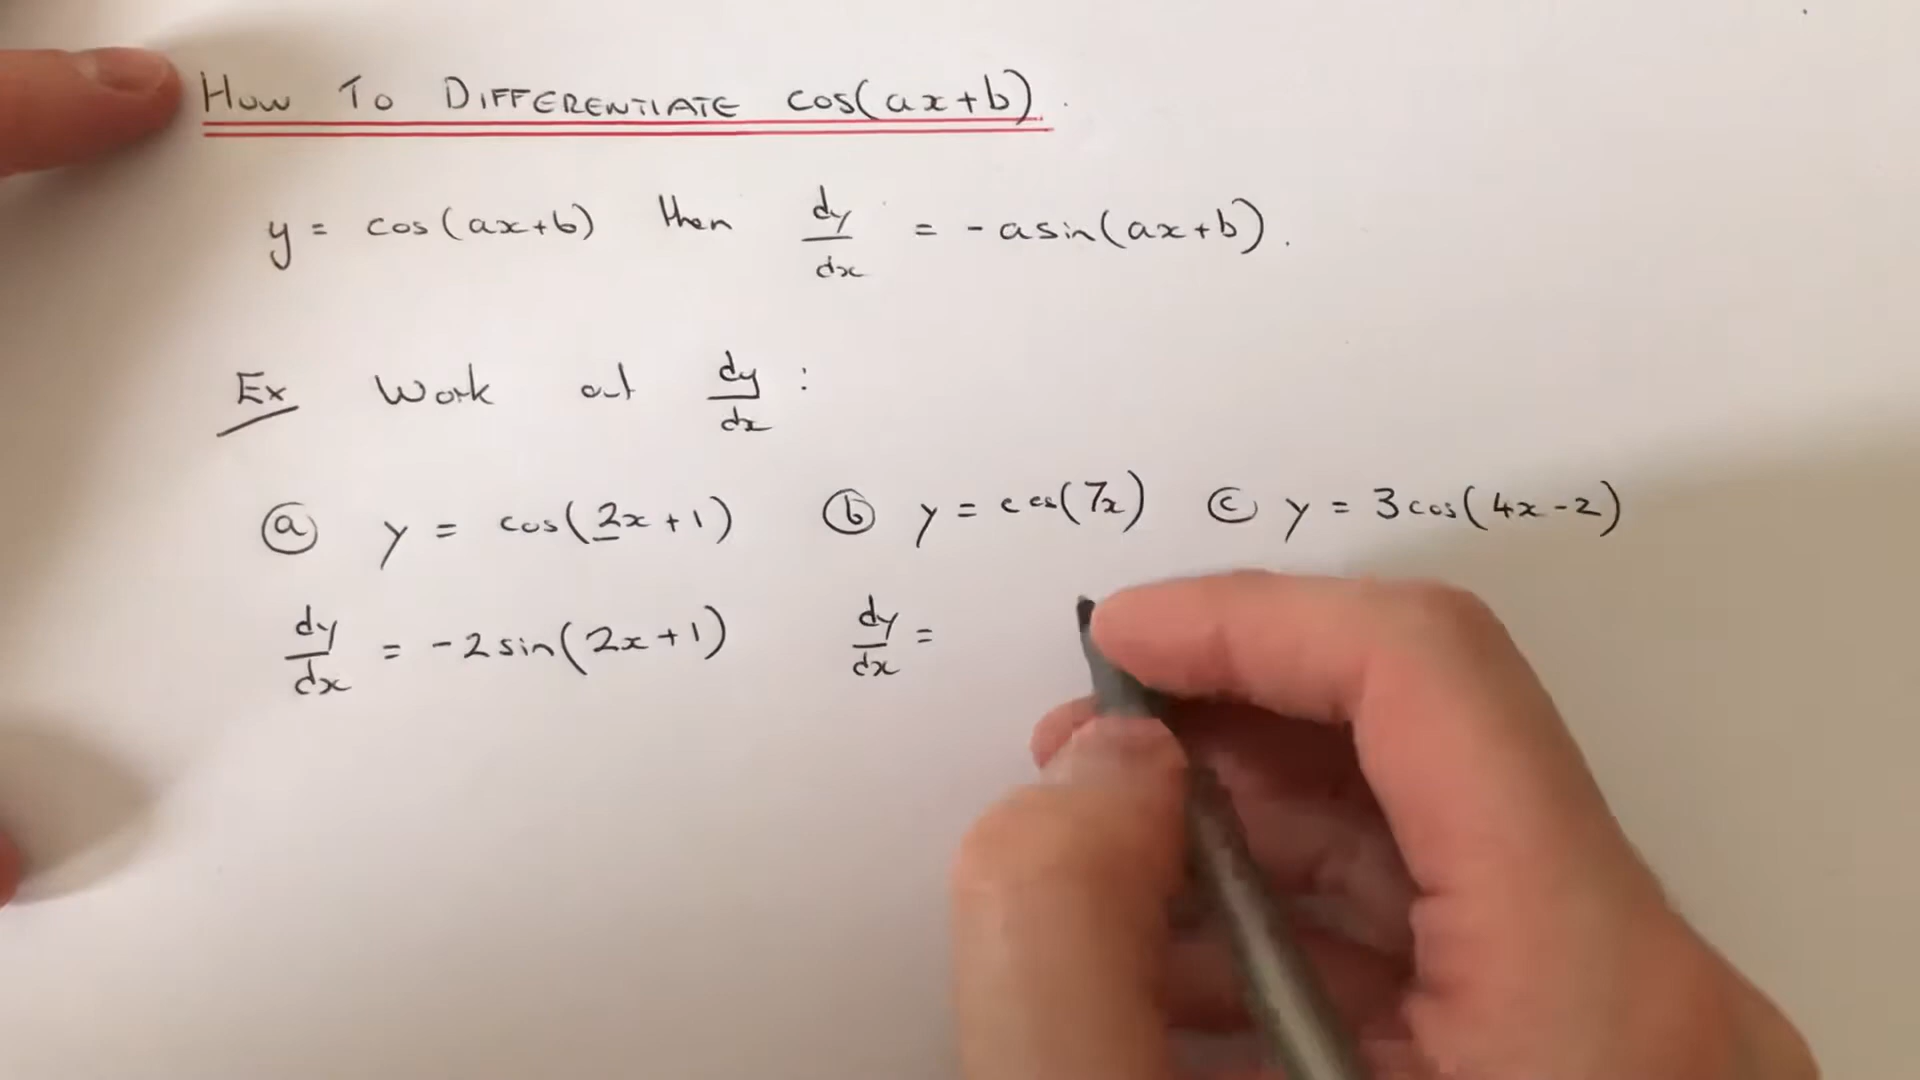 HOW TO DIFFERENTIATE cos(ax+b).
y = cos(ax+b) then dy/dx = -asin(ax+b).
Ex Work out dy/dx :
ⓐ y = cos(2x+1) ⓑ y = cos(7x) ⓒ y = 3cos(4x-2)
dy/dx = -2sin(2x+1) dy/dx =